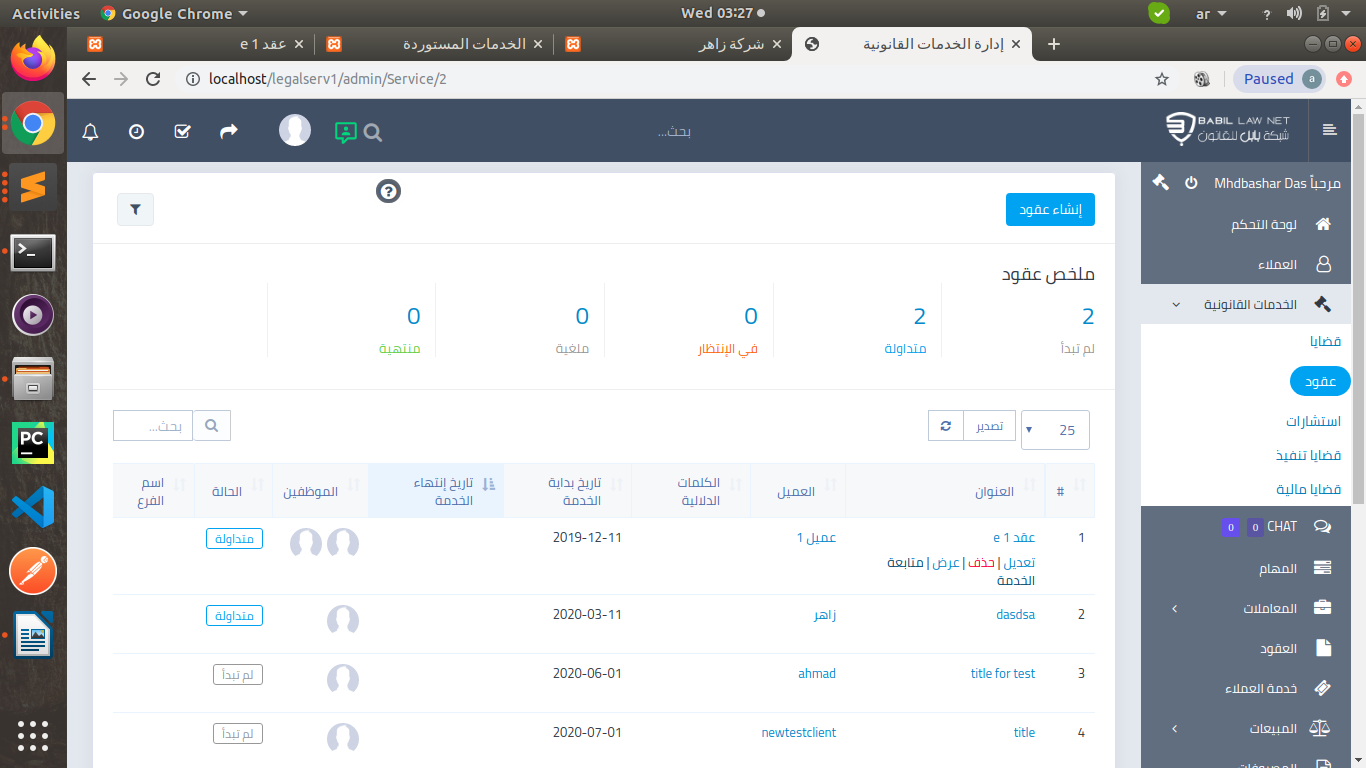 Activities
Google Chrome
Wed 03:27
ar
?
عقد 1 e
الخدمات المستوردة
شركة زاهر
إدارة الخدمات القانونية
localhost/legalserv1/admin/Service/2
Paused
a
بحث...
BABIL LAW NET
شبكة بابل للقانون
مرحباً Mhdbashar Das
لوحة التحكم
العملاء
الخدمات القانونية
قضايا
عقود
استشارات
قضايا تنفيذ
قضايا مالية
CHAT 0 0
المهام
المعاملات
العقود
خدمة العملاء
المبيعات
المصروفات
إنشاء عقود
?
ملخص عقود
2
لم تبدأ
2
متداولة
0
في الإنتظار
0
ملغية
0
منتهية
25
تصدير
بحث...
#
العنوان
العميل
الكلمات الدلالية
تاريخ بداية الخدمة
تاريخ إنتهاء الخدمة
الموظفين
الحالة
اسم الفرع
1
عقد 1 e
تعديل | حذف | عرض | متابعة
الخدمة
عميل 1
2019-12-11
متداولة
2
dasdsa
زاهر
2020-03-11
متداولة
3
title for test
ahmad
2020-06-01
لم تبدأ
4
title
newtestclient
2020-07-01
لم تبدأ
PC